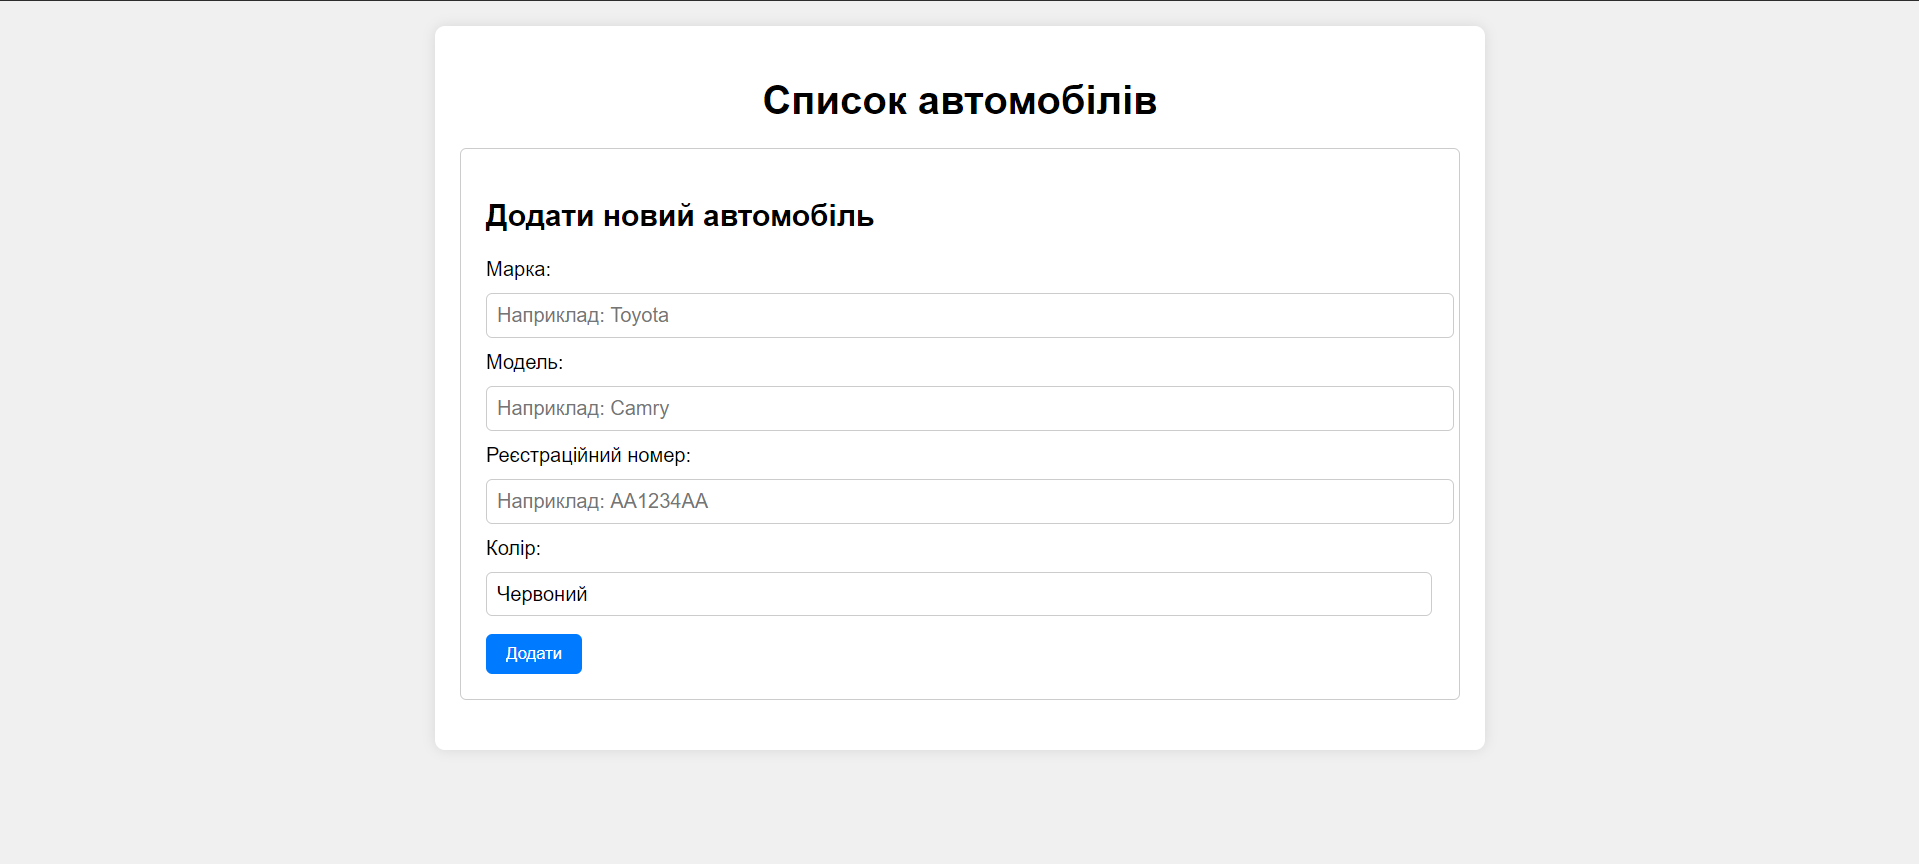 Список автомобілів
Додати новий автомобіль
Марка:
Наприклад: Toyota
Модель:
Наприклад: Camry
Реєстраційний номер:
Наприклад: AA1234AA
Колір:
Червоний
Додати